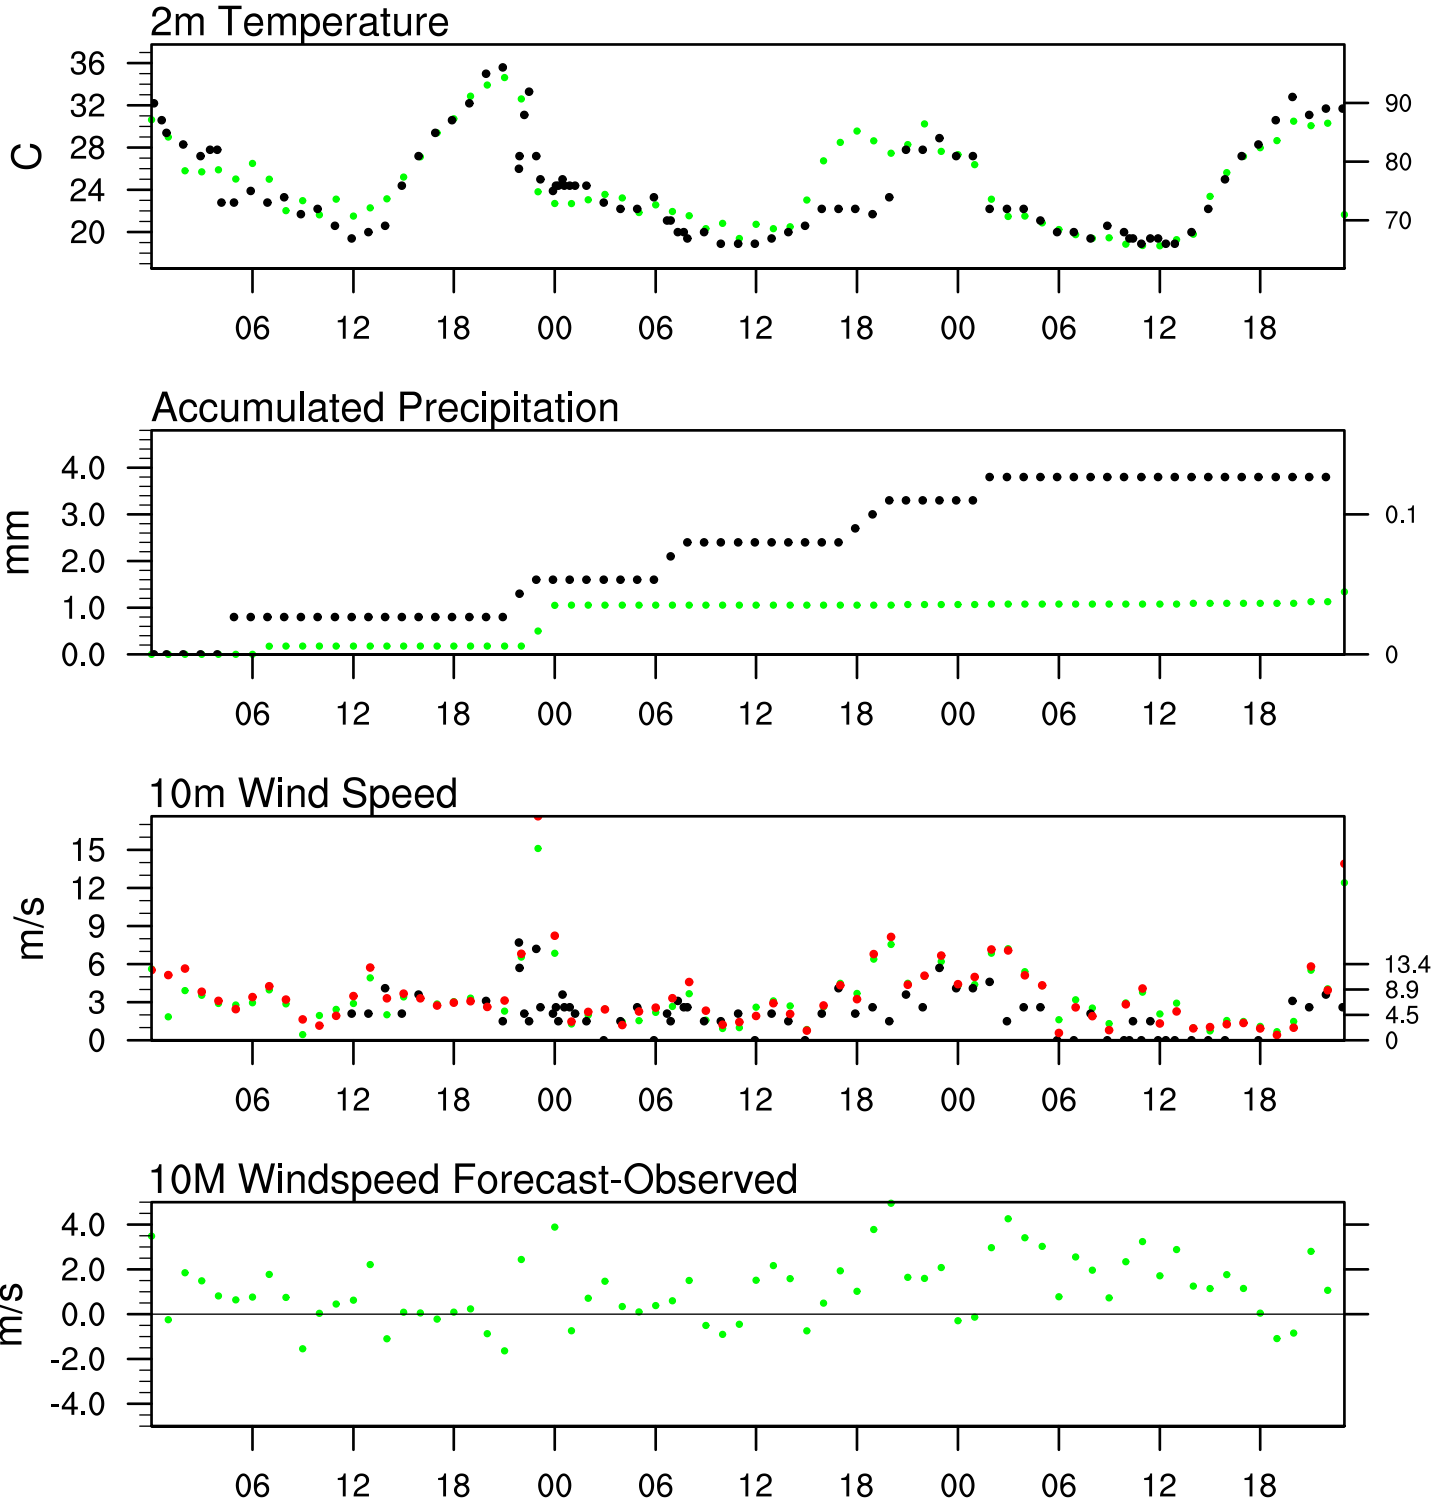 2m Temperature
36
32
28
24
20
C
90
80
70
06 12 18 00 06 12 18 00 06 12 18
Accumulated Precipitation
4.0
3.0
2.0
1.0
0.0
mm
0.1
0
06 12 18 00 06 12 18 00 06 12 18
10m Wind Speed
15
12
9
6
3
0
m/s
13.4
8.9
4.5
0
06 12 18 00 06 12 18 00 06 12 18
10M Windspeed Forecast-Observed
4.0
2.0
0.0
-2.0
-4.0
m/s
06 12 18 00 06 12 18 00 06 12 18